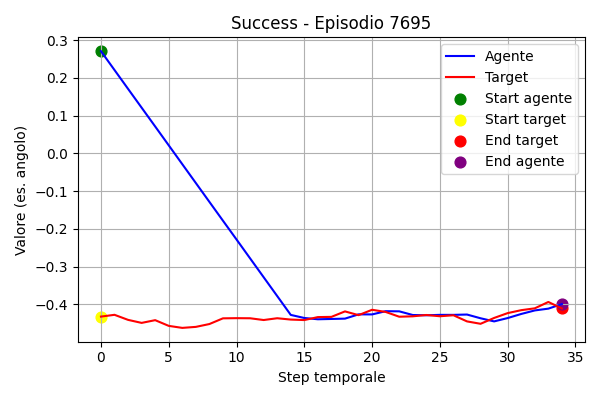 Success - Episodio 7695
Valore (es. angolo)
0.3
0.2
0.1
0.0
−0.1
−0.2
−0.3
−0.4
Agente
Target
Start agente
Start target
End target
End agente
0 5 10 15 20 25 30 35
Step temporale